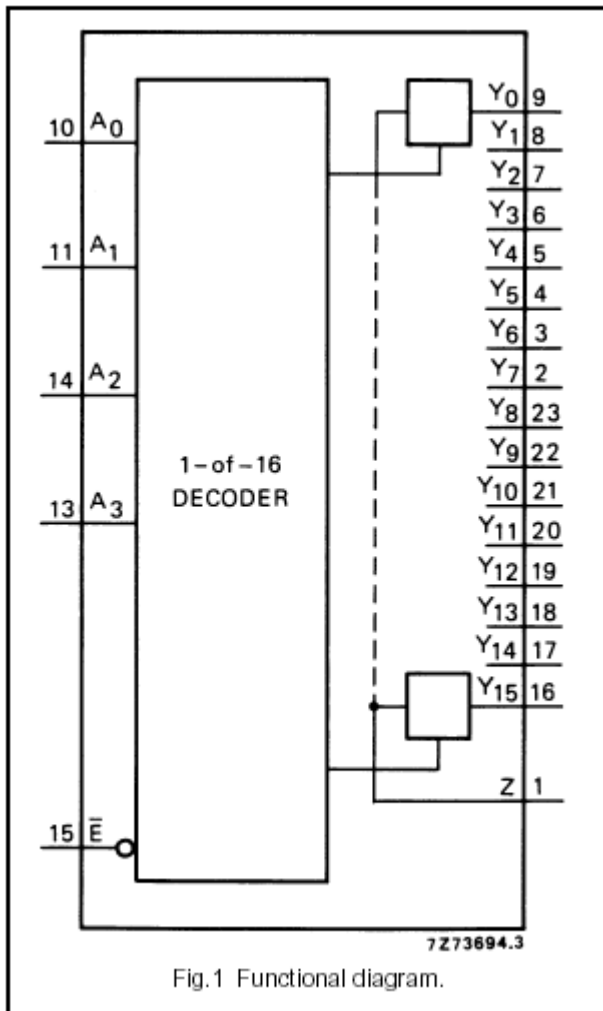 10 A0
11 A1
14 A2
13 A3
15 E̅
1-of-16
DECODER
Y0 9
Y1 8
Y2 7
Y3 6
Y4 5
Y5 4
Y6 3
Y7 2
Y8 23
Y9 22
Y10 21
Y11 20
Y12 19
Y13 18
Y14 17
Y15 16
Z 1
7Z73694.3
Fig.1 Functional diagram.